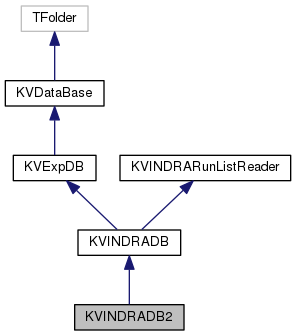 TFolder
KVDataBase
KVExpDB
KVINDRARunListReader
KVINDRADB
KVINDRADB2